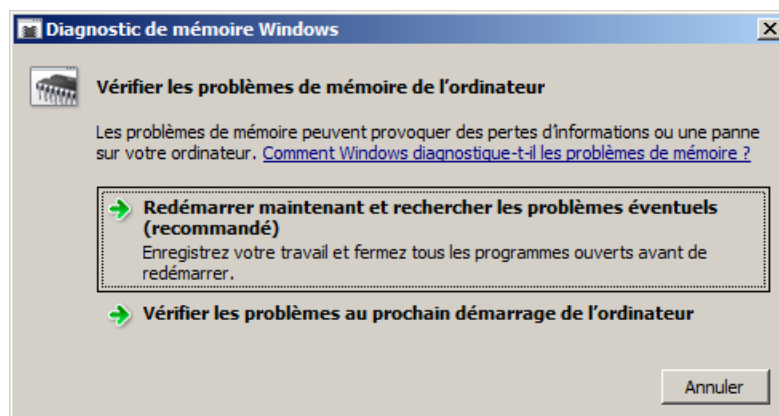 Diagnostic de mémoire Windows
Vérifier les problèmes de mémoire de l'ordinateur
Les problèmes de mémoire peuvent provoquer des pertes d'informations ou une panne
sur votre ordinateur. Comment Windows diagnostique-t-il les problèmes de mémoire ?
Redémarrer maintenant et rechercher les problèmes éventuels
(recommandé)
Enregistrez votre travail et fermez tous les programmes ouverts avant de
redémarrer.
Vérifier les problèmes au prochain démarrage de l'ordinateur
Annuler